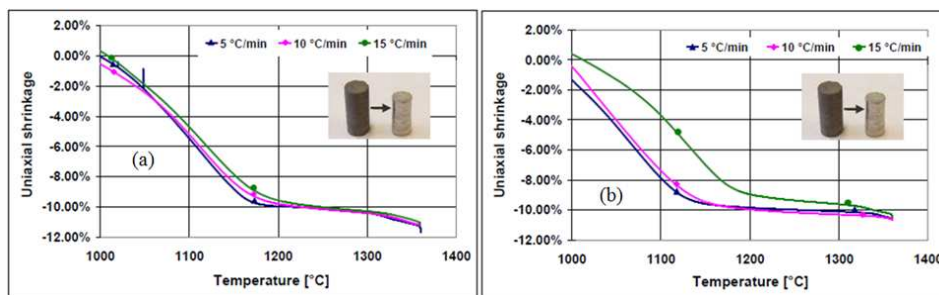 2.00%
5 °C/min 10 °C/min 15 °C/min
0.00%
-2.00%
-4.00%
-6.00%
-8.00%
-10.00%
-12.00%
Uniaxial shrinkage
(a)
1000 1100 1200 1300 1400
Temperature [°C]
2.00%
5 °C/min 10 °C/min 15 °C/min
0.00%
-2.00%
-4.00%
-6.00%
-8.00%
-10.00%
-12.00%
Uniaxial shrinkage
(b)
1000 1100 1200 1300 1400
Temperature [°C]